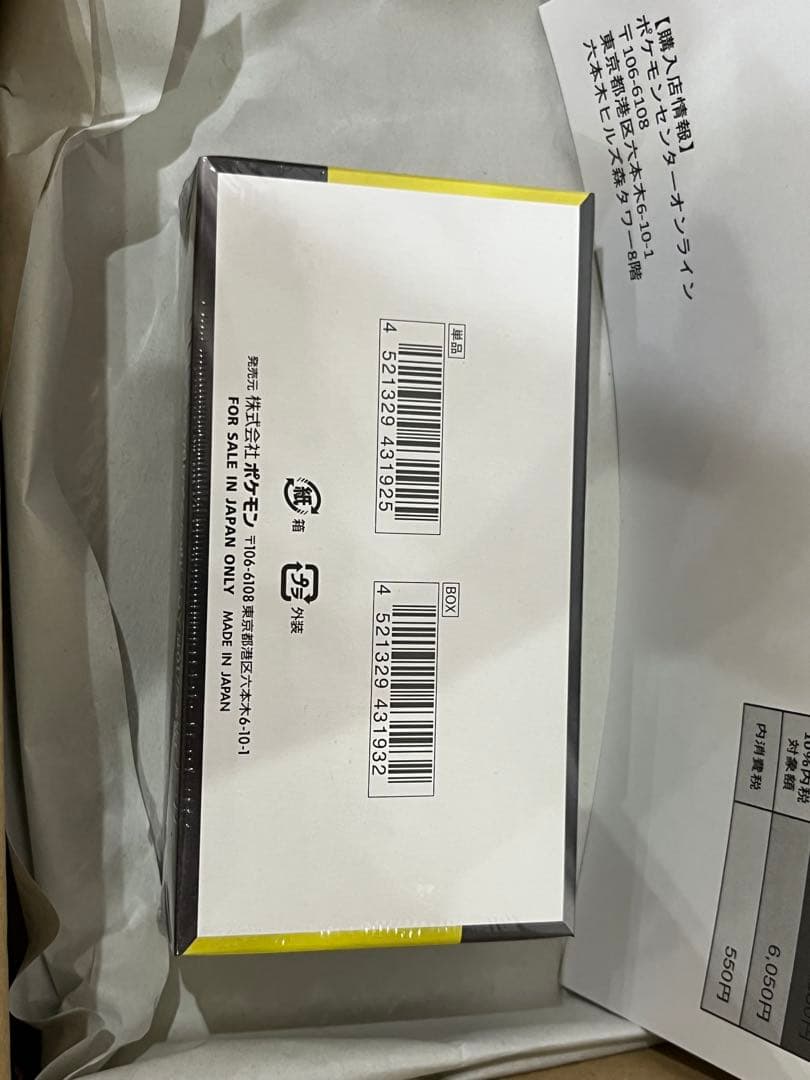 【購入店情報】
ポケモンセンターオンライン
〒106-6108
東京都港区六本木6-10-1
六本木ヒルズ森タワー8階
単品
4 521329 431925
BOX
4 521329 431932
紙
箱
プラ
外装
発売元 株式会社ポケモン 〒106-6108 東京都港区六本木6-10-1
FOR SALE IN JAPAN ONLY MADE IN JAPAN
10%内税
対象額
6,050円
内消費税
550円